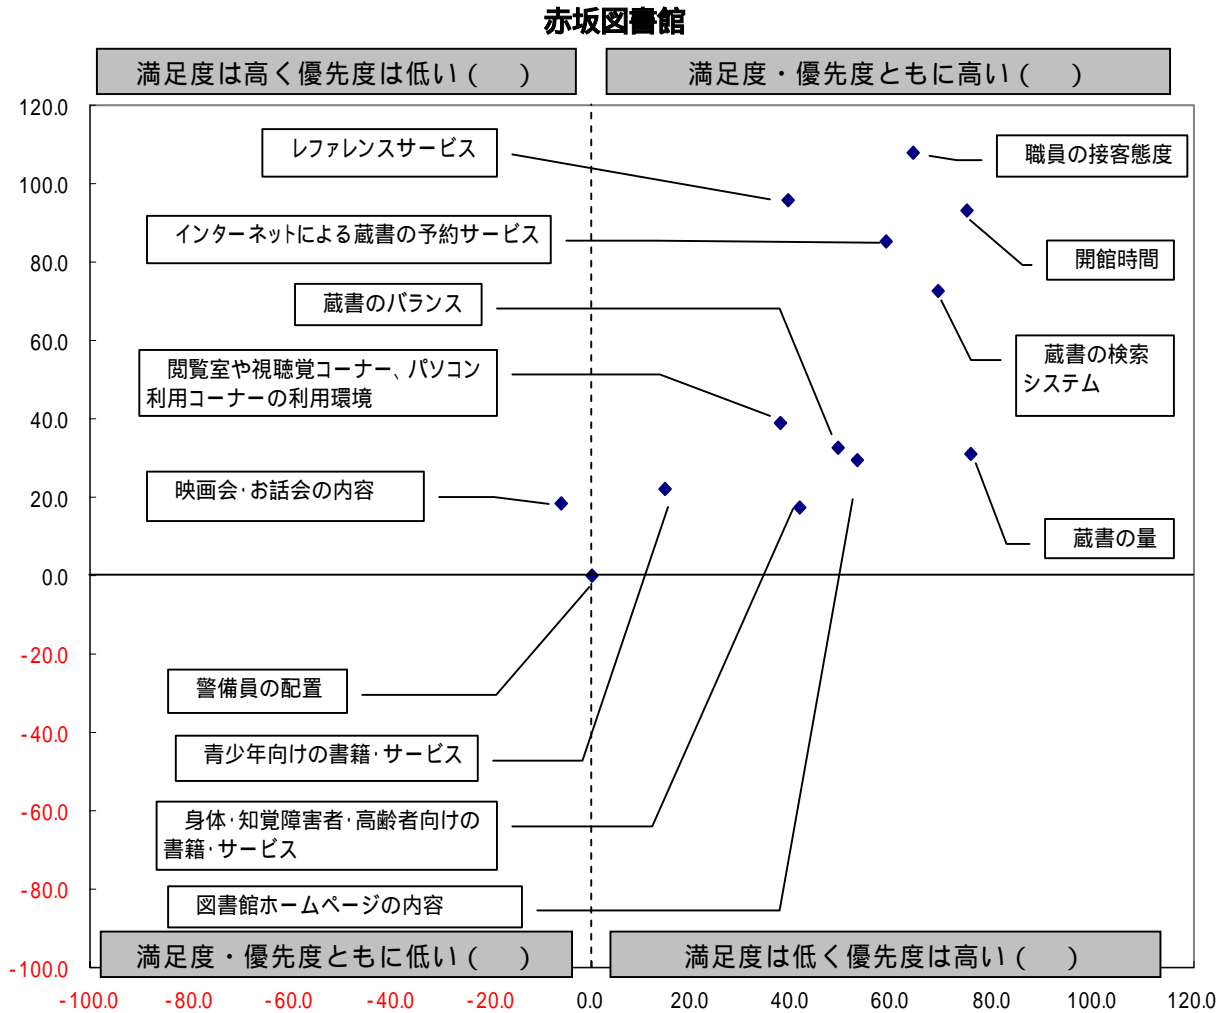 赤坂図書館
満足度は高く優先度は低い（　）
満足度・優先度ともに高い（　）
120.0
100.0
80.0
60.0
40.0
20.0
0.0
-20.0
-40.0
-60.0
-80.0
-100.0
レファレンスサービス
職員の接客態度
インターネットによる蔵書の予約サービス
開館時間
蔵書のバランス
閲覧室や視聴覚コーナー、パソコン
利用コーナーの利用環境
蔵書の検索
システム
映画会・お話会の内容
蔵書の量
警備員の配置
青少年向けの書籍・サービス
身体・知覚障害者・高齢者向けの
書籍・サービス
図書館ホームページの内容
満足度・優先度ともに低い（　）
満足度は低く優先度は高い（　）
-100.0 -80.0 -60.0 -40.0 -20.0 0.0 20.0 40.0 60.0 80.0 100.0 120.0